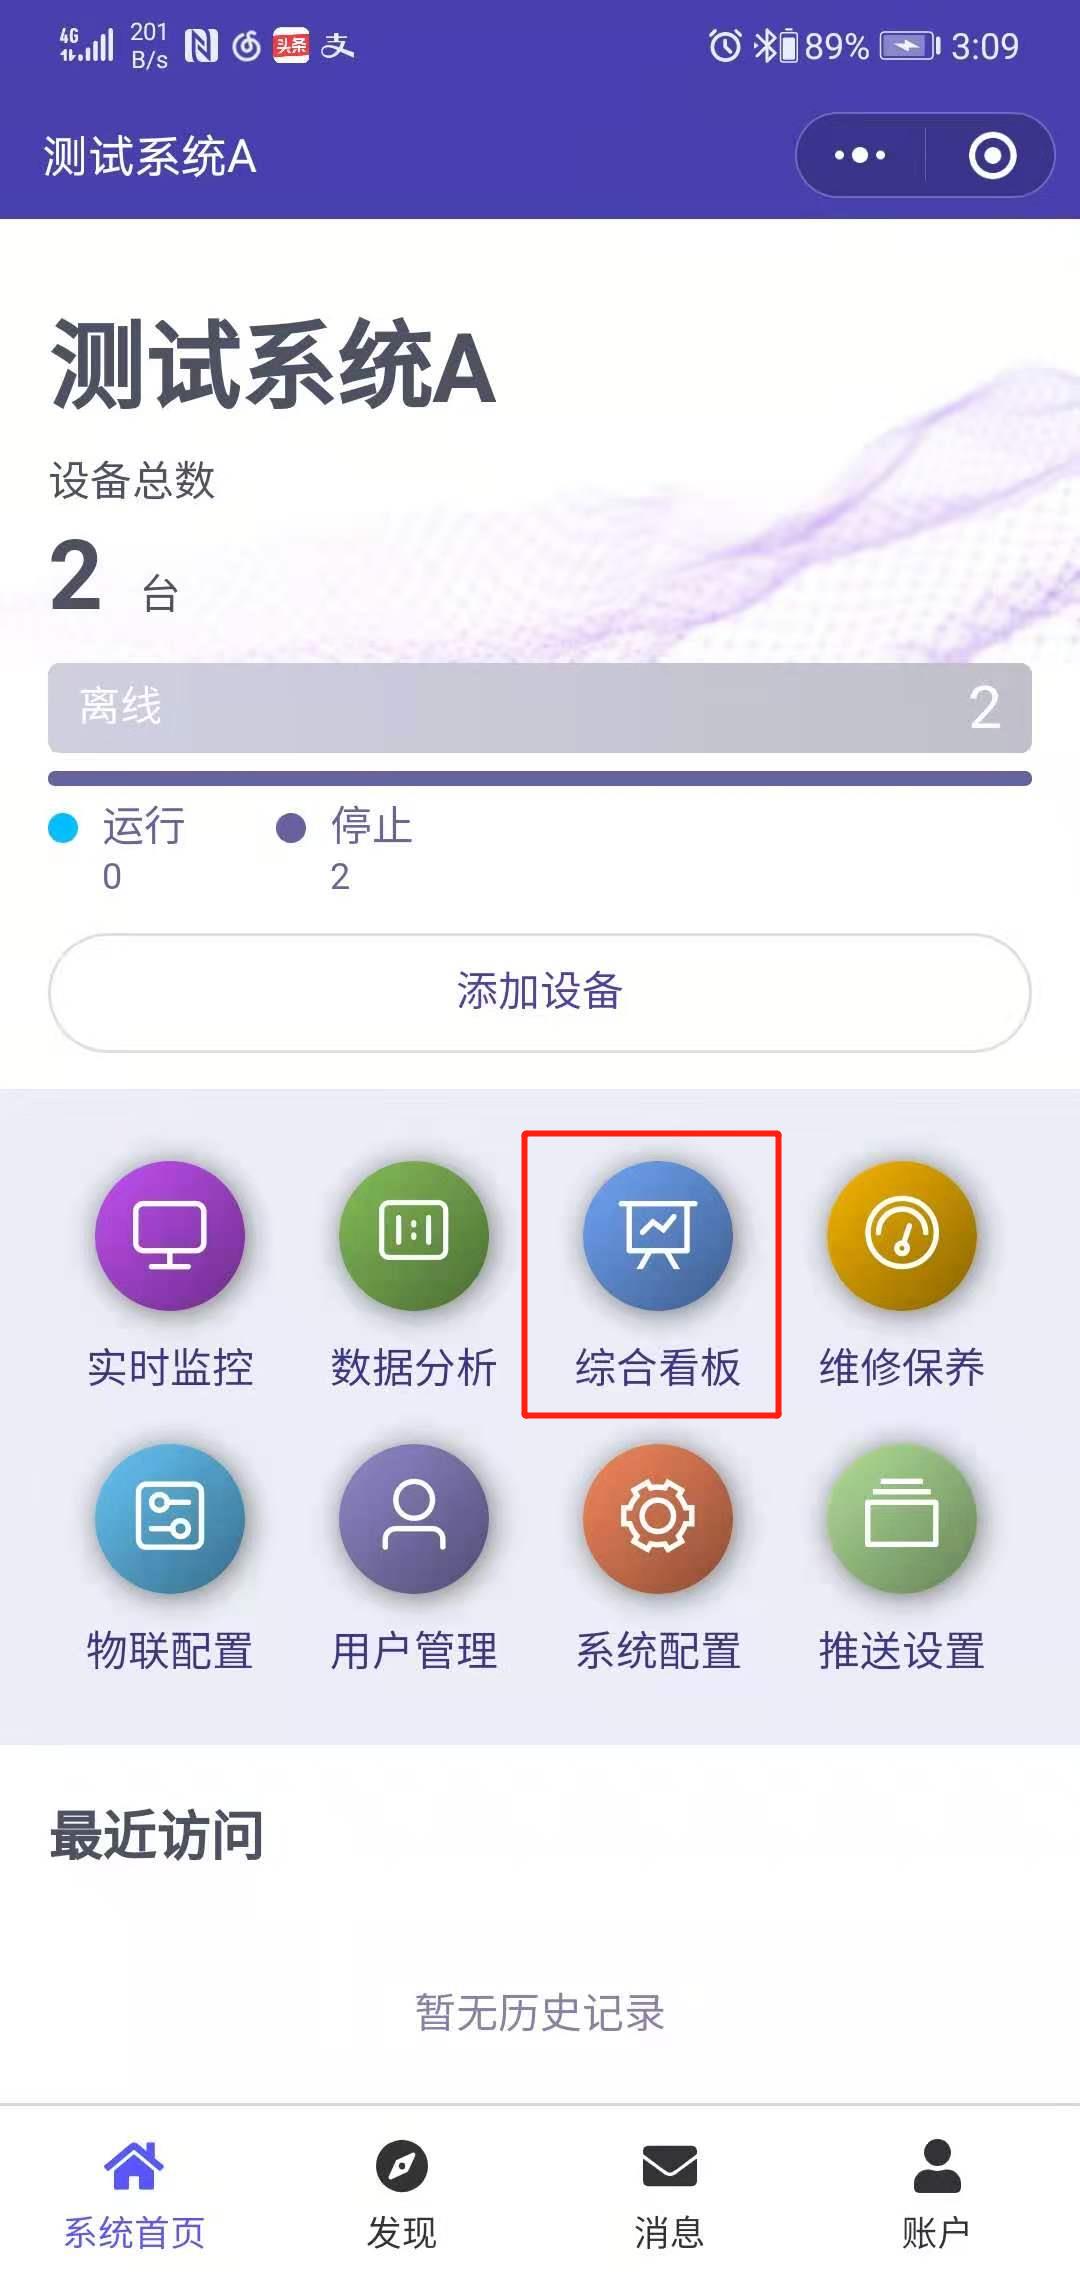 4G 201 B/s 头条 支 89% 3:09
测试系统A
测试系统A
设备总数
2 台
离线 2
运行 停止
0 2
添加设备
实时监控 数据分析 综合看板 维修保养
物联配置 用户管理 系统配置 推送设置
最近访问
暂无历史记录
系统首页 发现 消息 账户